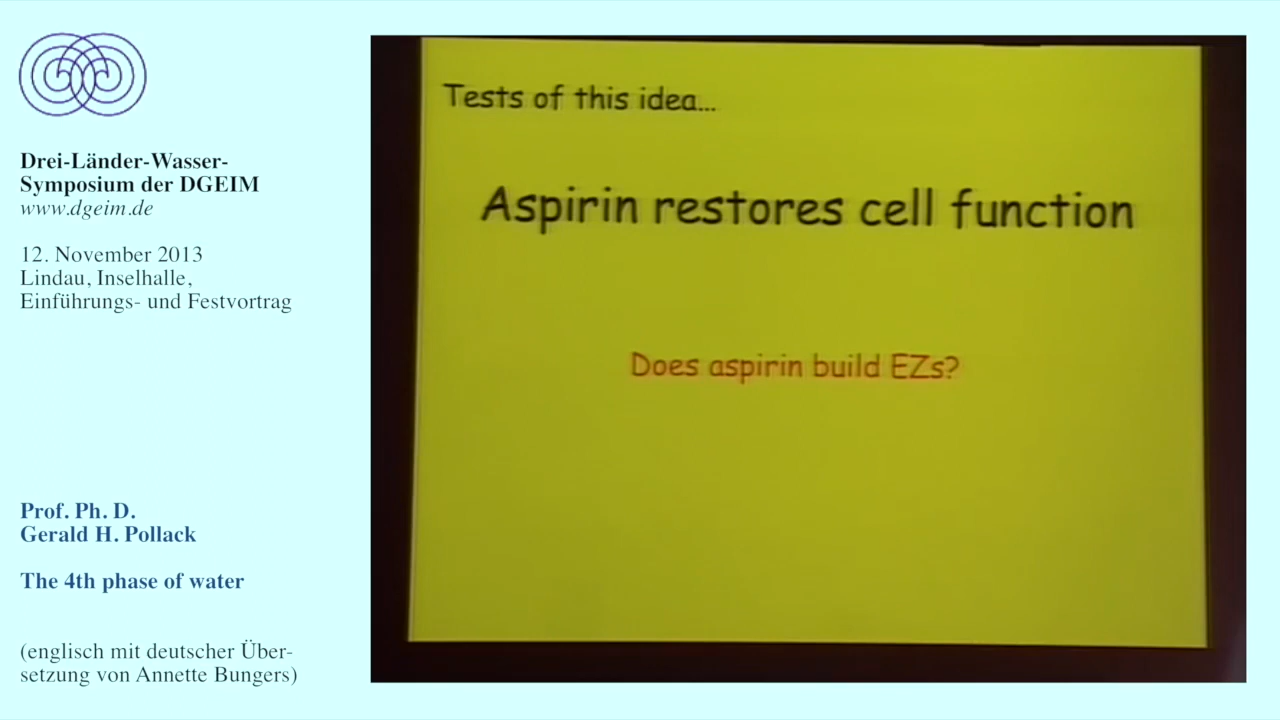 Drei-Länder-Wasser-
Symposium der DGEIM
www.dgeim.de
12. November 2013
Lindau, Inselhalle,
Einführungs- und Festvortrag
Prof. Ph. D.
Gerald H. Pollack
The 4th phase of water
(englisch mit deutscher Über-
setzung von Annette Bungers)
Tests of this idea...
Aspirin restores cell function
Does aspirin build EZs?